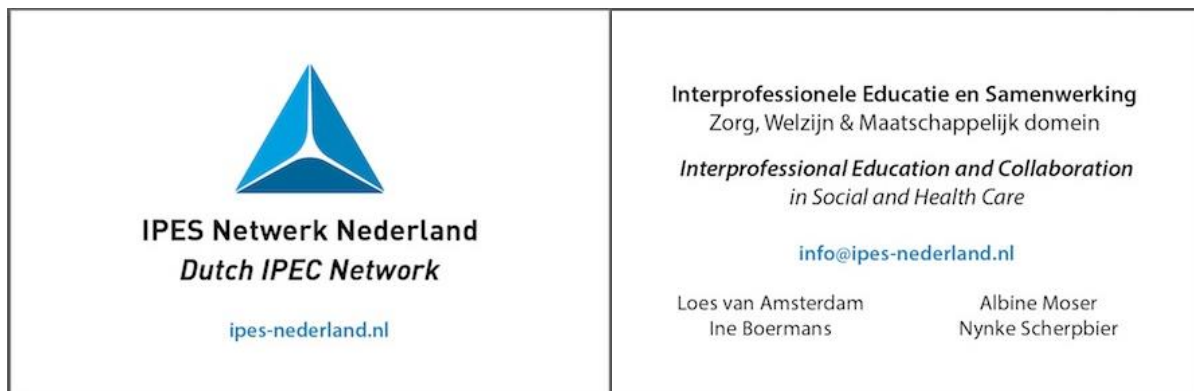 IPES Netwerk Nederland
Dutch IPEC Network
ipes-nederland.nl
Interprofessionele Educatie en Samenwerking
Zorg, Welzijn & Maatschappelijk domein
Interprofessional Education and Collaboration
in Social and Health Care
info@ipes-nederland.nl
Loes van Amsterdam
Ine Boermans
Albine Moser
Nynke Scherpbier